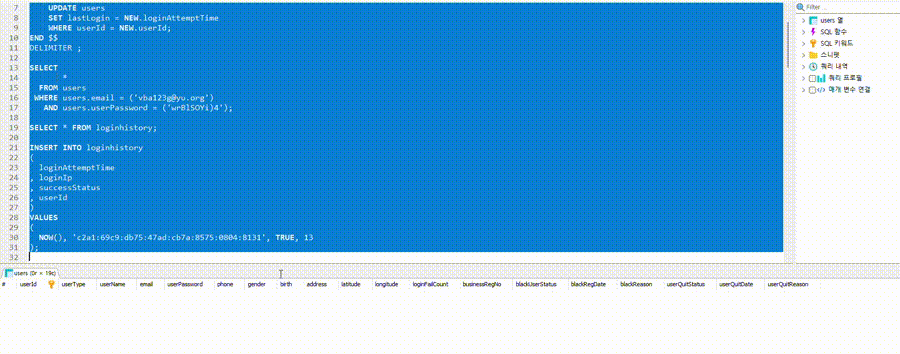 7 UPDATE users
8 SET lastLogin = NEW.loginAttemptTime
9 WHERE userId = NEW.userId;
10 END $$
11 DELIMITER ;
12
13 SELECT
14 *
15 FROM users
16 WHERE users.email = ('vba123g@yu.org')
17 AND users.userPassword = ('wrBlSOYi)4');
18
19 SELECT * FROM loginhistory;
20
21 INSERT INTO loginhistory
22 (
23 loginAttemptTime
24 , loginIp
25 , successStatus
26 , userId
27 )
28 VALUES
29 (
30 NOW(), 'c2a1:69c9:db75:47ad:cb7a:8575:0804:8131', TRUE, 13
31 );
32
Filter ...
users 열
SQL 함수
SQL 키워드
스니펫
쿼리 내역
쿼리 프로필
매개 변수 연결
users (0r × 19c)
# userId userType userName email userPassword phone gender birth address latitude longitude loginFailCount businessRegNo blackUserStatus blackRegDate blackReason userQuitStatus userQuitDate userQuitReason